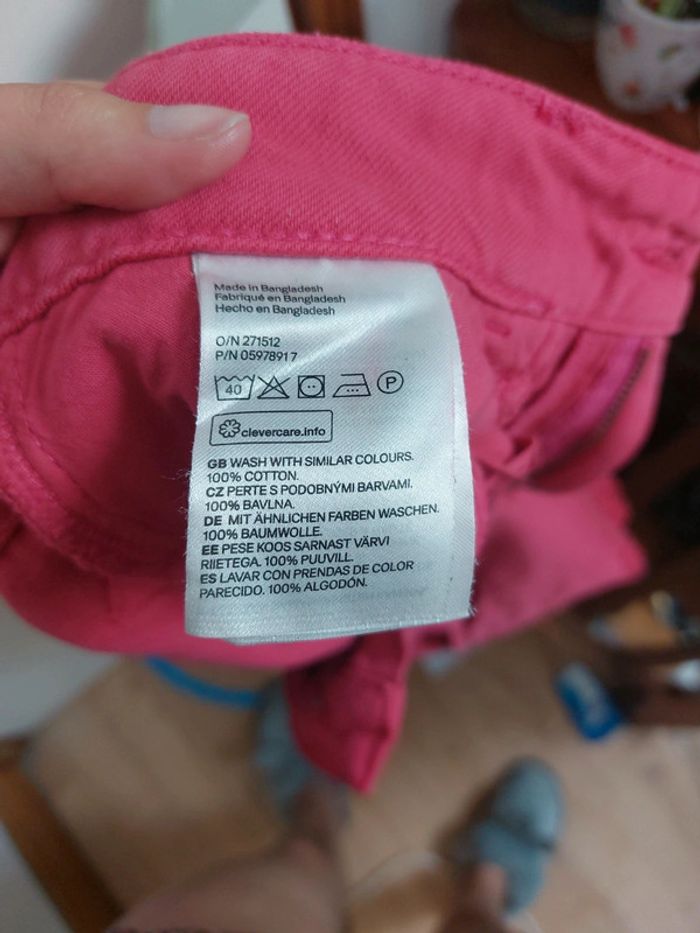 Made in Bangladesh
Fabriqué en Bangladesh
Hecho en Bangladesh
O/N 271512
P/N 05978917
40 P
clevercare.info
GB WASH WITH SIMILAR COLOURS.
100% COTTON.
CZ PERTE S PODOBNÝMI BARVAMI.
100% BAVLNA.
DE MIT ÄHNLICHEN FARBEN WASCHEN.
100% BAUMWOLLE.
EE PESE KOOS SARNAST VÄRVI
RIIETEGA. 100% PUUVILL.
ES LAVAR CON PRENDAS DE COLOR
PARECIDO. 100% ALGODÓN.